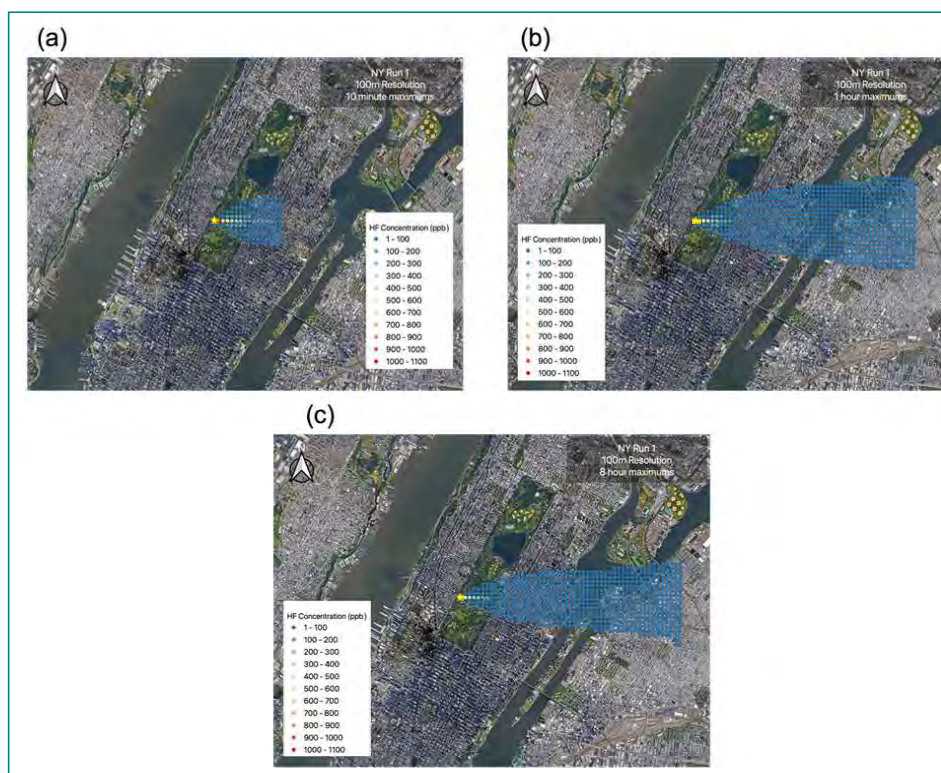 (a)
NY Run 1
100m Resolution
10 minute maximums
HF Concentration (ppb)
1 - 100
100 - 200
200 - 300
300 - 400
400 - 500
500 - 600
600 - 700
700 - 800
800 - 900
900 - 1000
1000 - 1100
(b)
NY Run 1
100m Resolution
1 hour maximums
HF Concentration (ppb)
1 - 100
100 - 200
200 - 300
300 - 400
400 - 500
500 - 600
600 - 700
700 - 800
800 - 900
900 - 1000
1000 - 1100
(c)
NY Run 1
100m Resolution
8 hour maximums
HF Concentration (ppb)
1 - 100
100 - 200
200 - 300
300 - 400
400 - 500
500 - 600
600 - 700
700 - 800
800 - 900
900 - 1000
1000 - 1100